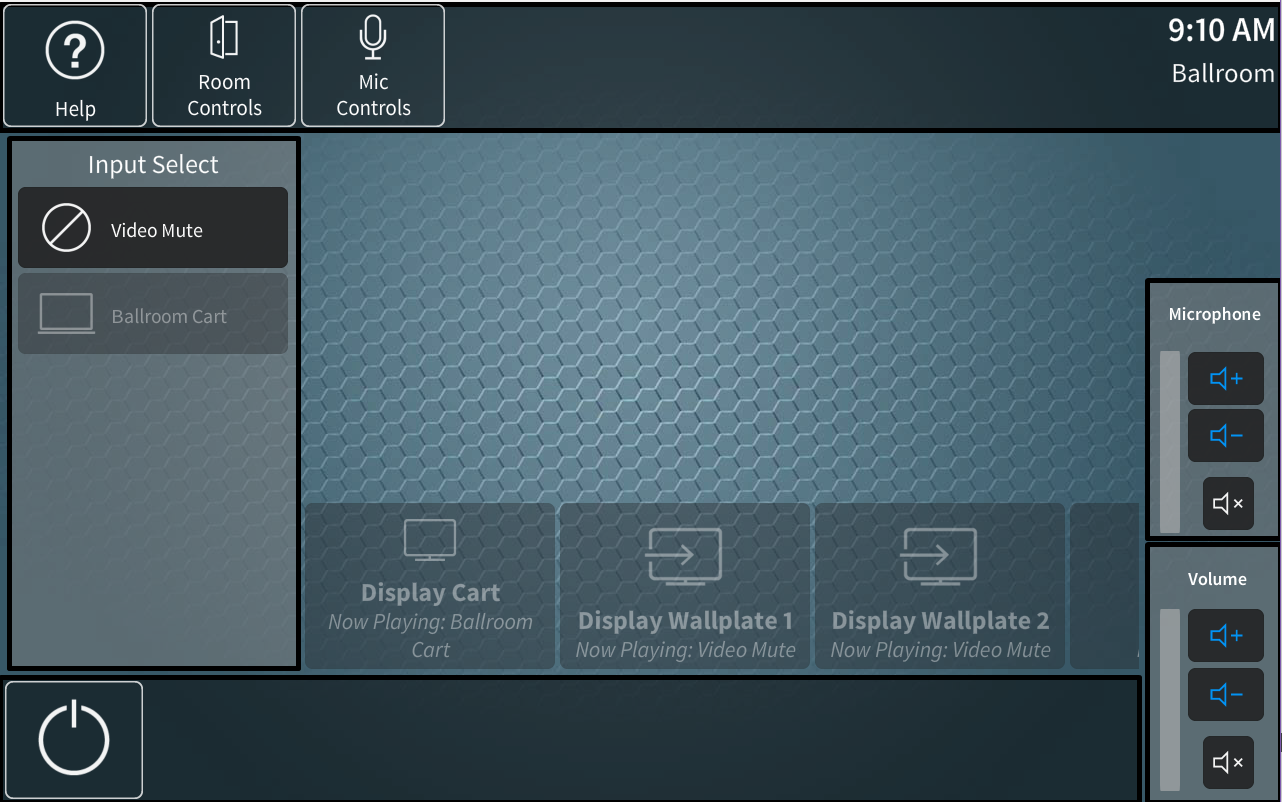 Help
Room
Controls
Mic
Controls
9:10 AM
Ballroom
Input Select
Video Mute
Ballroom Cart
Microphone
Display Cart
Now Playing: Ballroom
Cart
Display Wallplate 1
Now Playing: Video Mute
Display Wallplate 2
Now Playing: Video Mute
Volume